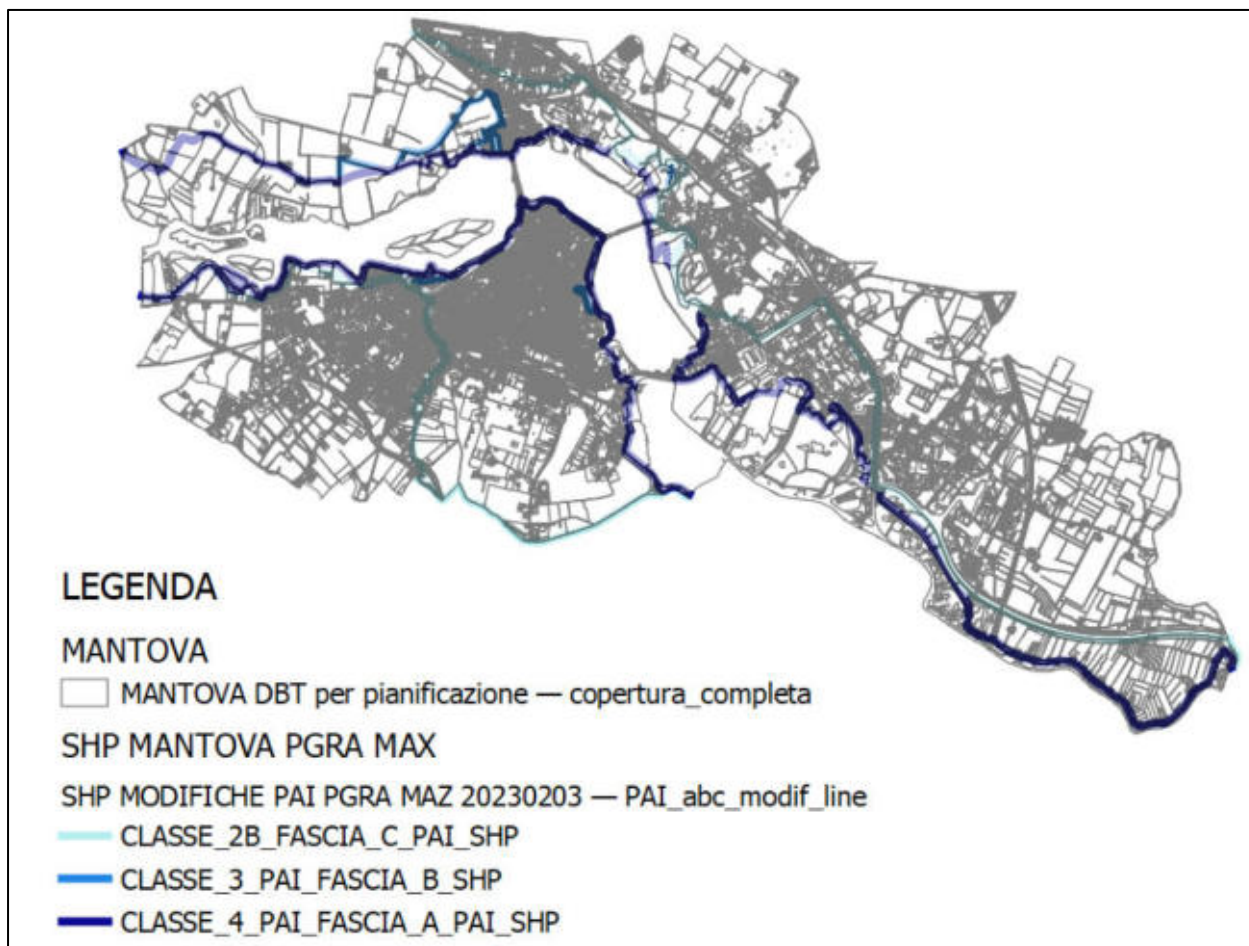 LEGENDA
MANTOVA
MANTOVA DBT per pianificazione — copertura_completa
SHP MANTOVA PGRA MAX
SHP MODIFICHE PAI PGRA MAZ 20230203 — PAI_abc_modif_line
CLASSE_2B_FASCIA_C_PAI_SHP
CLASSE_3_PAI_FASCIA_B_SHP
CLASSE_4_PAI_FASCIA_A_PAI_SHP